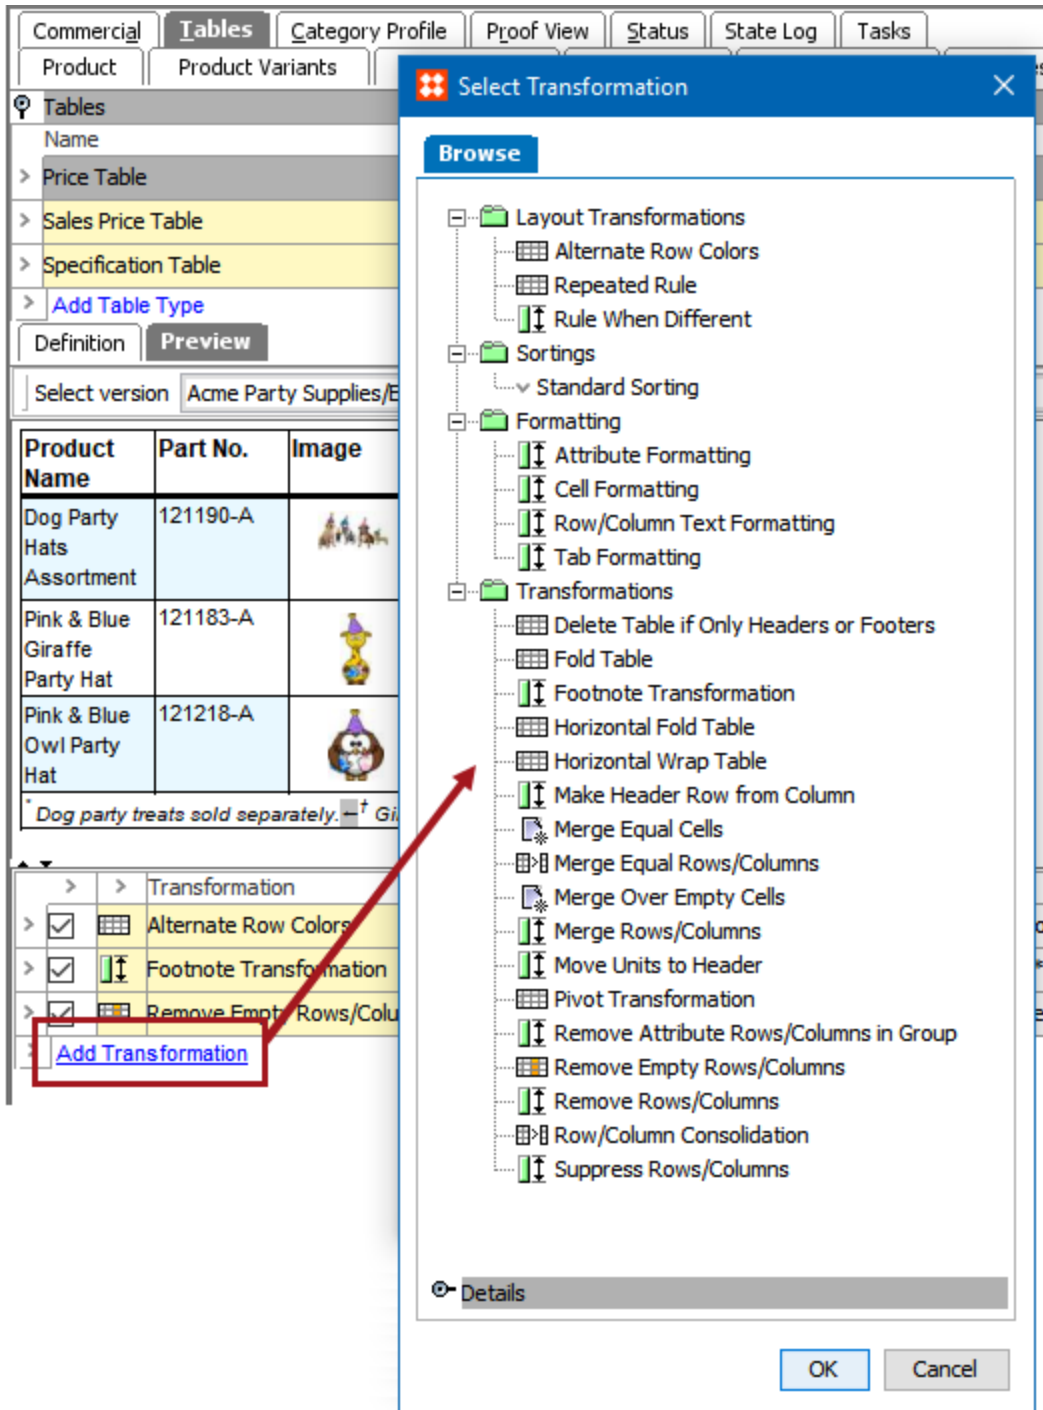 Commercial Tables Category Profile Proof View Status State Log Tasks
Product Product Variants
Tables
Name
Price Table
Sales Price Table
Specification Table
Add Table Type
Definition Preview
Select version Acme Party Supplies/
Product Name Part No. Image
Dog Party Hats Assortment 121190-A
Pink & Blue Giraffe Party Hat 121183-A
Pink & Blue Owl Party Hat 121218-A
* Dog party treats sold separately. † Gi
Transformation
Alternate Row Colors
Footnote Transformation
Remove Empty Rows/Colu
Add Transformation
Select Transformation
Browse
Layout Transformations
Alternate Row Colors
Repeated Rule
Rule When Different
Sortings
Standard Sorting
Formatting
Attribute Formatting
Cell Formatting
Row/Column Text Formatting
Tab Formatting
Transformations
Delete Table if Only Headers or Footers
Fold Table
Footnote Transformation
Horizontal Fold Table
Horizontal Wrap Table
Make Header Row from Column
Merge Equal Cells
Merge Equal Rows/Columns
Merge Over Empty Cells
Merge Rows/Columns
Move Units to Header
Pivot Transformation
Remove Attribute Rows/Columns in Group
Remove Empty Rows/Columns
Remove Rows/Columns
Row/Column Consolidation
Suppress Rows/Columns
Details
OK Cancel